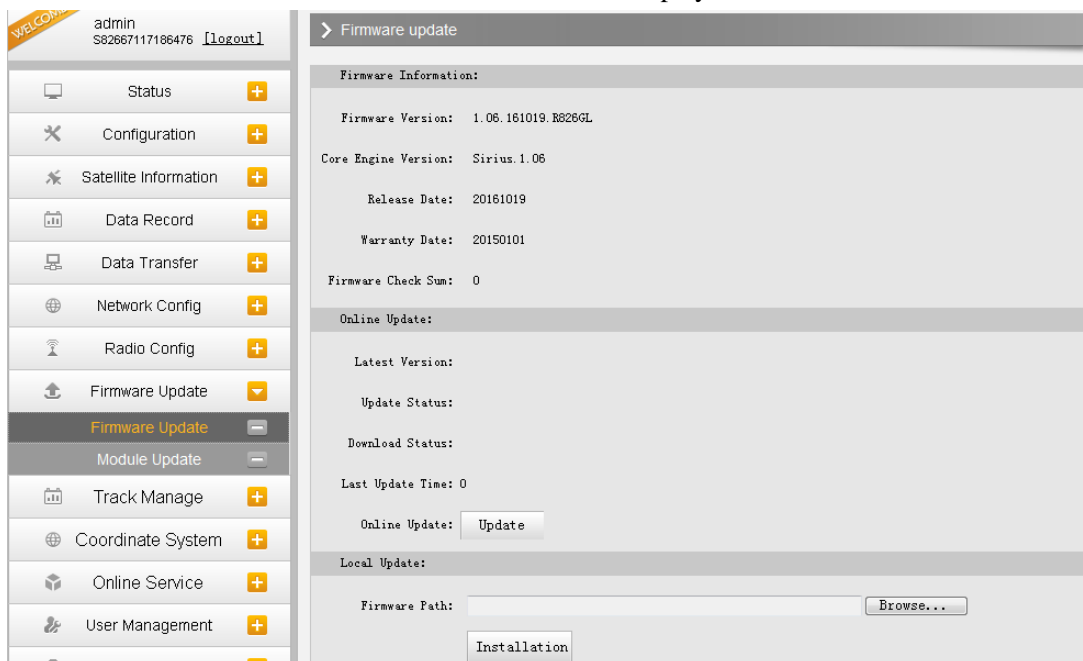 WELCOME
admin
S82667117186476 [logout]
Status
Configuration
Satellite Information
Data Record
Data Transfer
Network Config
Radio Config
Firmware Update
Firmware Update
Module Update
Track Manage
Coordinate System
Online Service
User Management
Firmware update
Firmware Information:
Firmware Version: 1.06.161019.R826GL
Core Engine Version: Sirius.1.06
Release Date: 20161019
Warranty Date: 20150101
Firmware Check Sum: 0
Online Update:
Latest Version:
Update Status:
Download Status:
Last Update Time: 0
Online Update: Update
Local Update:
Firmware Path: Browse...
Installation